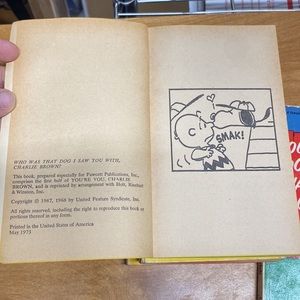 WHO WAS THAT DOG I SAW YOU WITH,
CHARLIE BROWN?
This book, prepared especially for Fawcett Publications, Inc.,
comprises the first half of YOU'RE YOU, CHARLIE
BROWN, and is reprinted by arrangement with Holt, Rinehart
& Winston, Inc.
Copyright © 1967, 1968 by United Feature Syndicate, Inc.
All rights reserved, including the right to reproduce this book or
portions thereof in any form.
Printed in the United States of America
May 1973
SMAK!